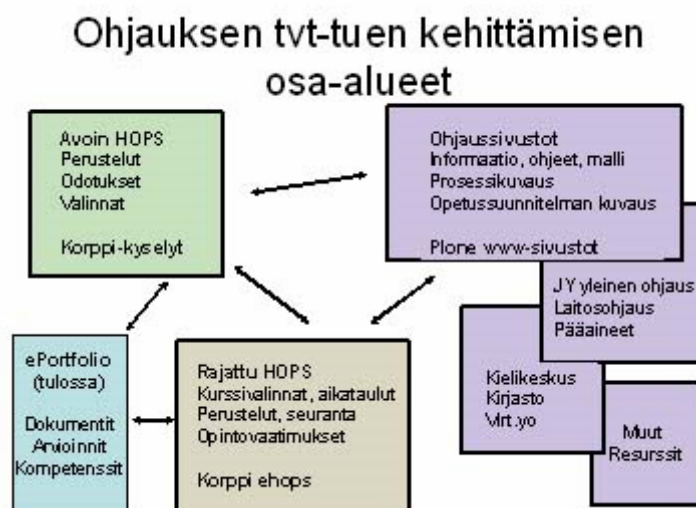 Ohjauksen tvt-tuen kehittämisen
osa-alueet
Avoin HOPS
Perustelut
Odotukset
Valinnat
Korppi-kyselyt
Ohjaussivustot
Informaatio, ohjeet, malli
Prosessikuvaus
Opetussuunnitelman kuvaus
Plone www-sivustot
JY yleinen ohjaus
Laitosohjaus
Pääaineet
ePortfolio
(tulossa)
Dokumentit
Arvioinnit
Kompetenssit
Rajattu HOPS
Kurssivalinnat, aikataulut
Perustelut, seuranta
Opintovaatimukset
Korppi ehops
Kielikeskus
Kirjasto
Virt.yo
Muut
Resurssit